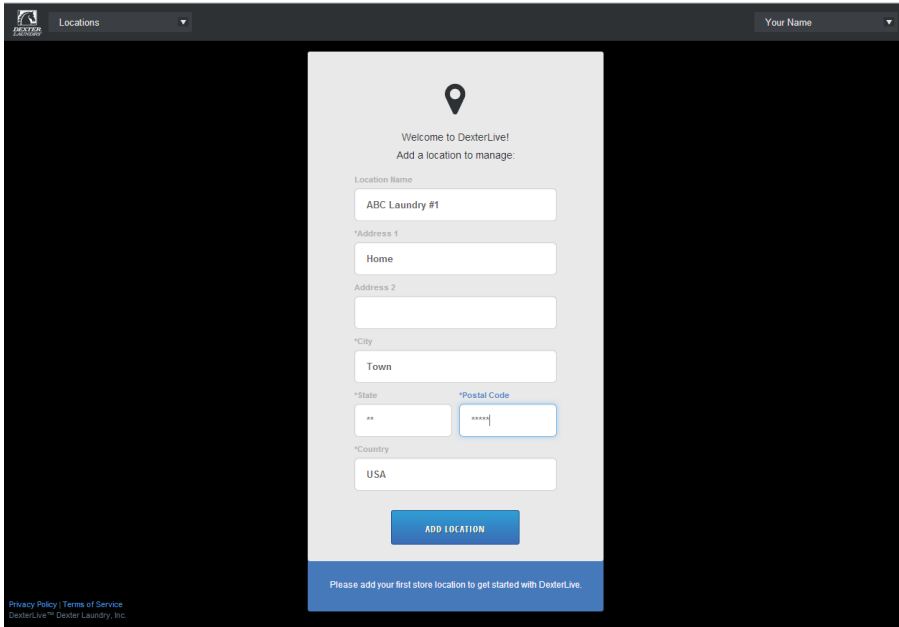 DEXTER
LAUNDRY
Locations
Your Name
Welcome to DexterLive!
Add a location to manage:
Location Name
ABC Laundry #1
*Address 1
Home
Address 2
*City
Town
*State
*Postal Code
**
*****
*Country
USA
ADD LOCATION
Please add your first store location to get started with DexterLive.
Privacy Policy | Terms of Service
DexterLive™ Dexter Laundry, Inc.